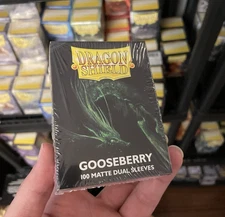 DRAGON
SHIELD
GOOSEBERRY
100 MATTE DUAL SLEEVES